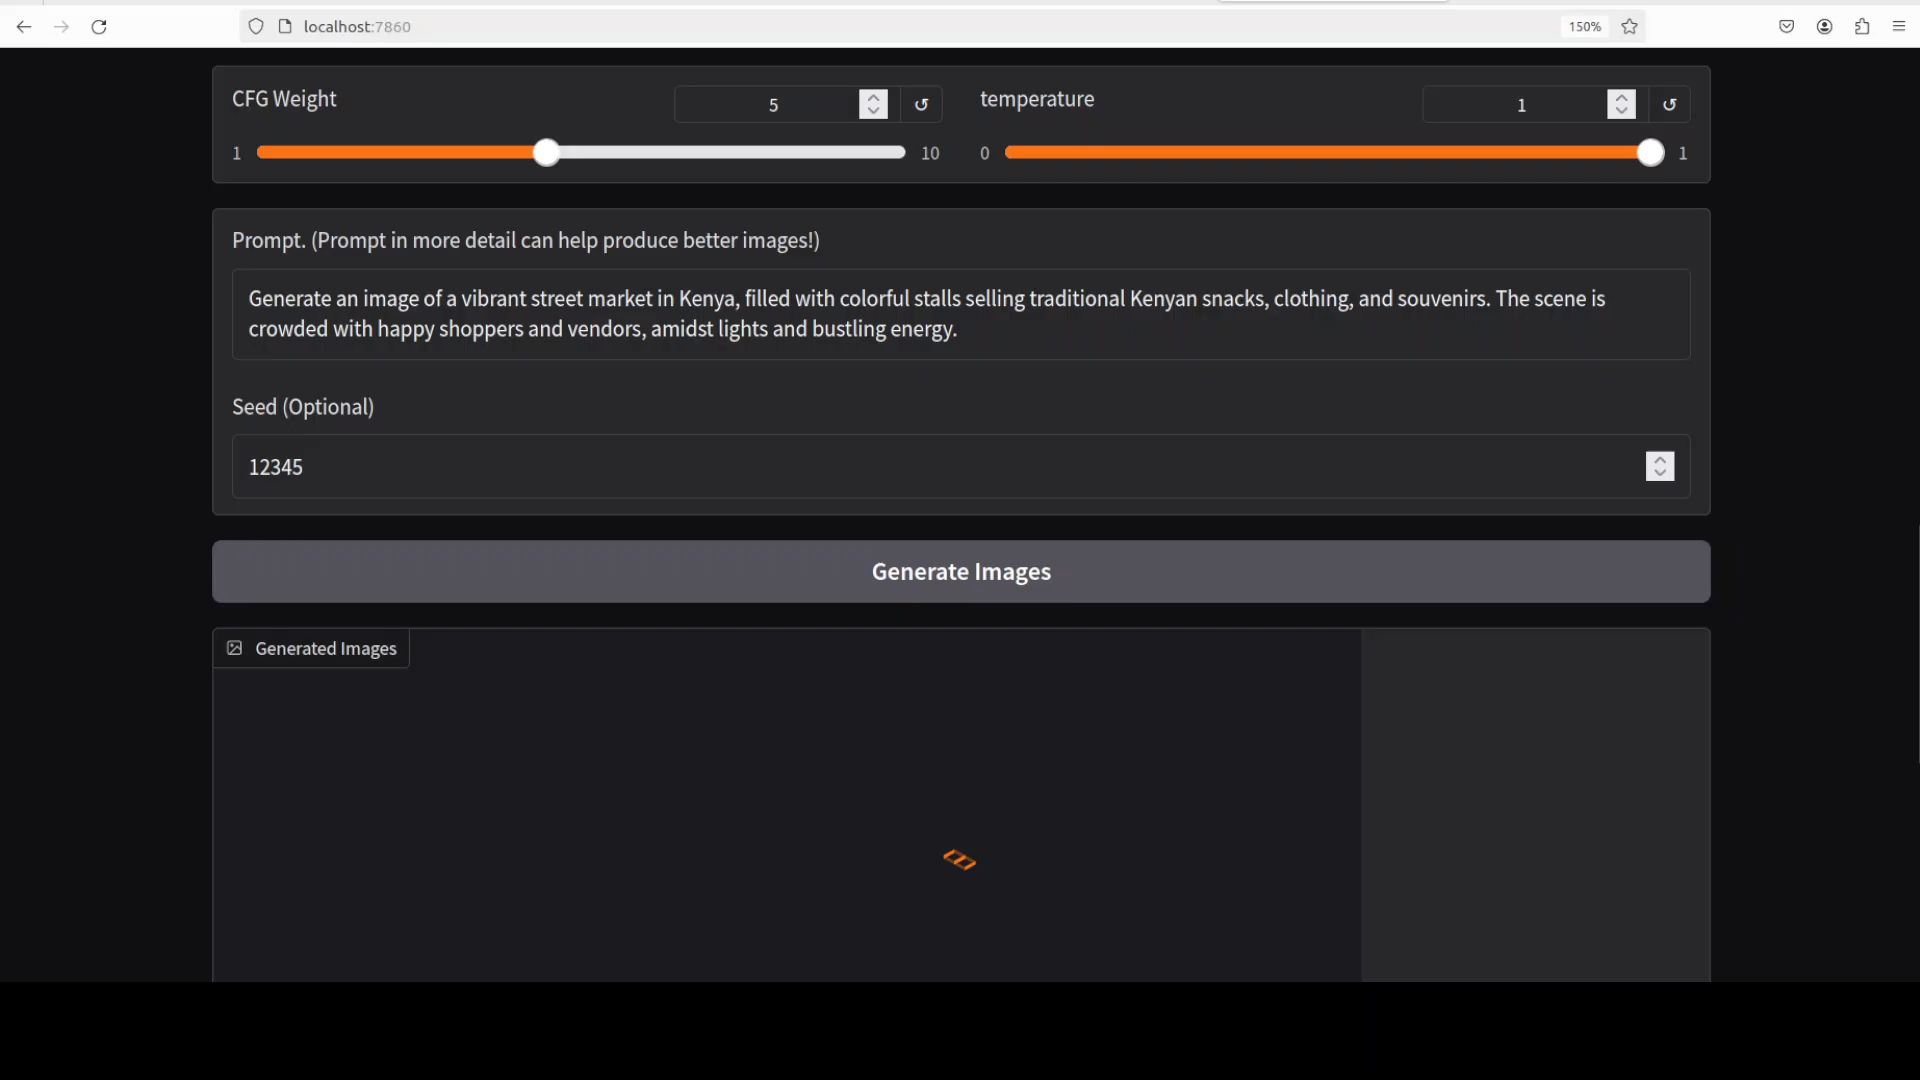 localhost:7860
150%
CFG Weight
5
temperature
1
1
10
0
1
Prompt. (Prompt in more detail can help produce better images!)
Generate an image of a vibrant street market in Kenya, filled with colorful stalls selling traditional Kenyan snacks, clothing, and souvenirs. The scene is
crowded with happy shoppers and vendors, amidst lights and bustling energy.
Seed (Optional)
12345
Generate Images
Generated Images